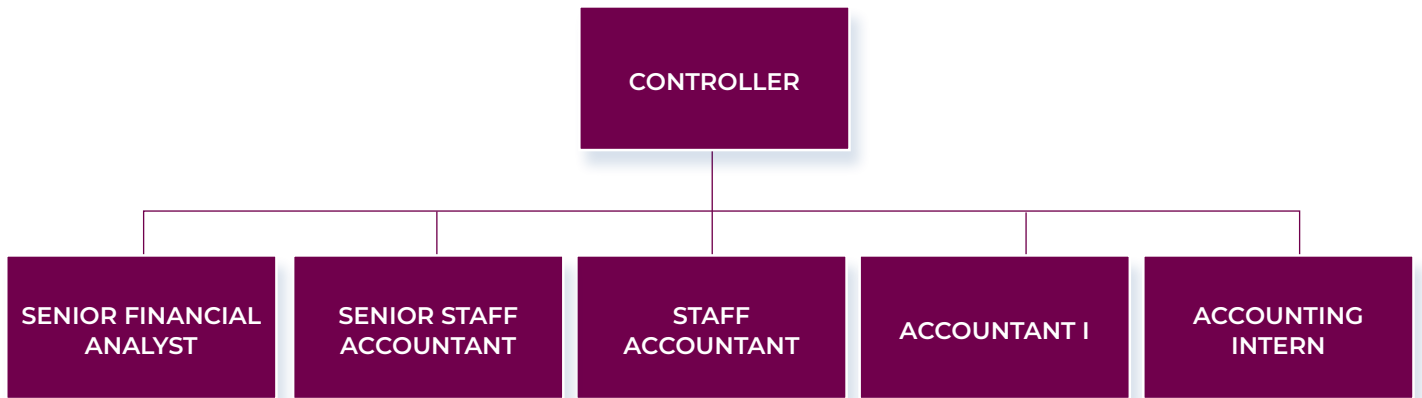 CONTROLLER
SENIOR FINANCIAL
ANALYST
SENIOR STAFF
ACCOUNTANT
STAFF
ACCOUNTANT
ACCOUNTANT I
ACCOUNTING
INTERN